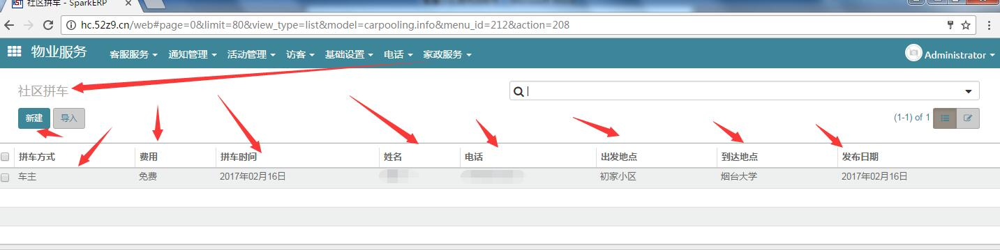 社区拼车 - SparkERP
hc.52z9.cn/web#page=0&limit=80&view_type=list&model=carpooling.info&menu_id=212&action=208
物业服务 客服服务 通知管理 活动管理 访客 基础设置 电话 家政服务 Administrator
社区拼车
新建 导入 (1-1) of 1
拼车方式 费用 拼车时间 姓名 电话 出发地点 到达地点 发布日期
车主 免费 2017年02月16日 初家小区 烟台大学 2017年02月16日